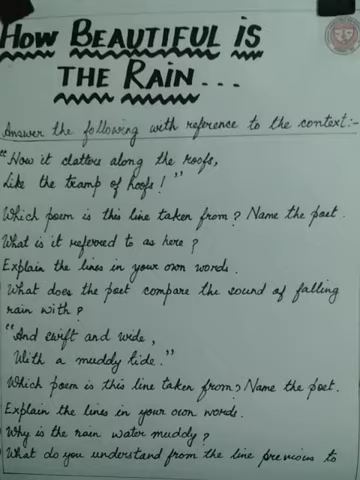 How BEAUTIFUL is
THE RAIN...
Answer the following with reference to the context:-
"How it clatters along the roofs,
Like the tramp of hoofs!"
Which poem is this line taken from? Name the poet.
What is it referred to as here?
Explain the lines in your own words.
What does the poet compare the sound of falling
rain with?
"And swift and wide,
With a muddy tide."
Which poem is this line taken from? Name the poet.
Explain the lines in your own words.
Why is the rain water muddy?
What do you understand from the line previous to